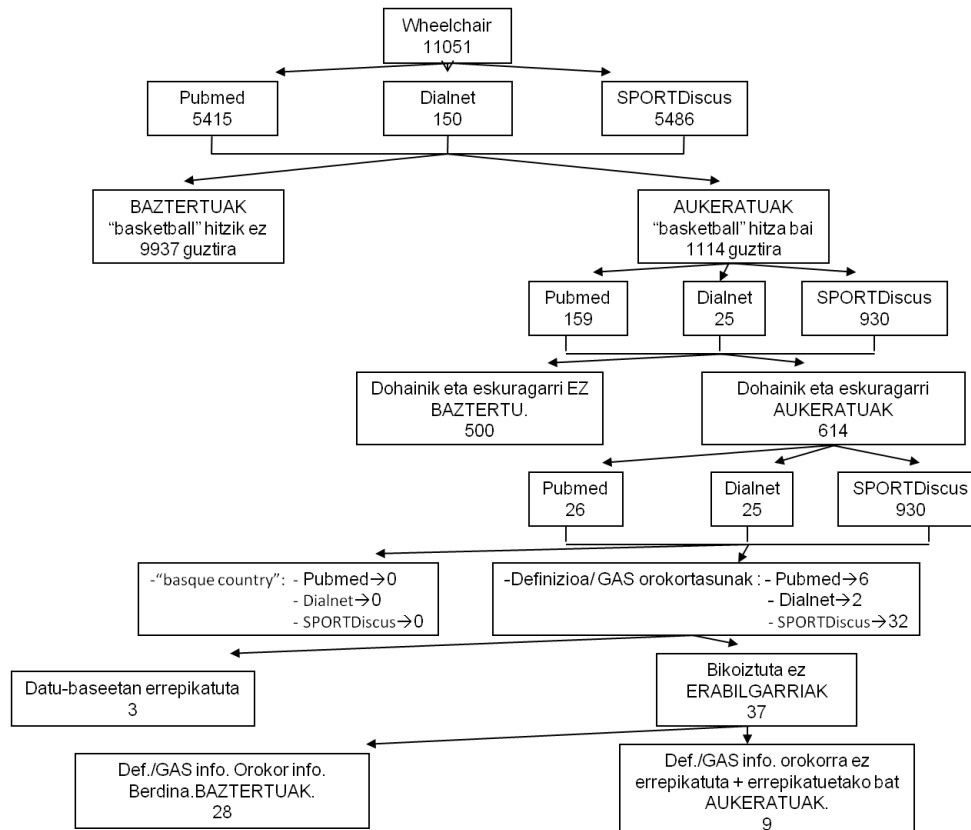 Wheelchair
11051
Pubmed
5415
Dialnet
150
SPORTDiscus
5486
BAZTERTUAK
“basketball” hitzik ez
9937 guztira
AUKERATUAK
“basketball” hitza bai
1114 guztira
Pubmed
159
Dialnet
25
SPORTDiscus
930
Dohainik eta eskuragarri EZ
BAZTERTU.
500
Dohainik eta eskuragarri
AUKERATUAK
614
Pubmed
26
Dialnet
25
SPORTDiscus
930
-“basque country”: - Pubmed→0
- Dialnet→0
- SPORTDiscus→0
-Definizioa/ GAS orokortasunak : - Pubmed→6
- Dialnet→2
- SPORTDiscus→32
Datu-baseetan errepikatuta
3
Bikoiztuta ez
ERABILGARRIAK
37
Def./GAS info. Orokor info.
Berdina.BAZTERTUAK.
28
Def./GAS info. orokorra ez
errepikatuta + errepikatuetako bat
AUKERATUAK.
9